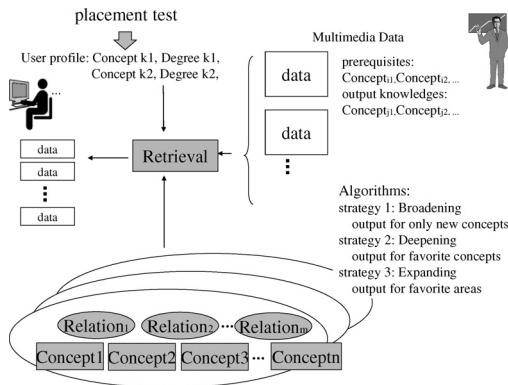 placement test
User profile: Concept k1, Degree k1,
Concept k2, Degree k2,
...
Multimedia Data
data
prerequisites:
Concepti1,Concepti2, ...
output knowledges:
Conceptj1,Conceptj2, ...
data
data
data
data
Retrieval
Algorithms:
strategy 1: Broadening
output for only new concepts
strategy 2: Deepening
output for favorite concepts
strategy 3: Expanding
output for favorite areas
Relation1 Relation2 ... Relationm
Concept1 Concept2 Concept3 ... Conceptn